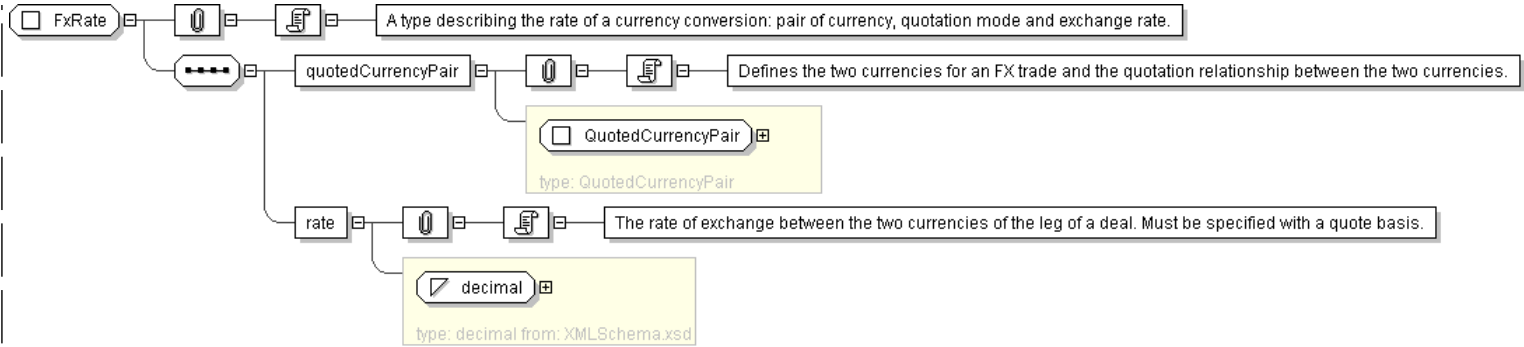 FxRate
A type describing the rate of a currency conversion: pair of currency, quotation mode and exchange rate.
quotedCurrencyPair
Defines the two currencies for an FX trade and the quotation relationship between the two currencies.
QuotedCurrencyPair
type: QuotedCurrencyPair
rate
The rate of exchange between the two currencies of the leg of a deal. Must be specified with a quote basis.
decimal
type: decimal from: XMLSchema.xsd